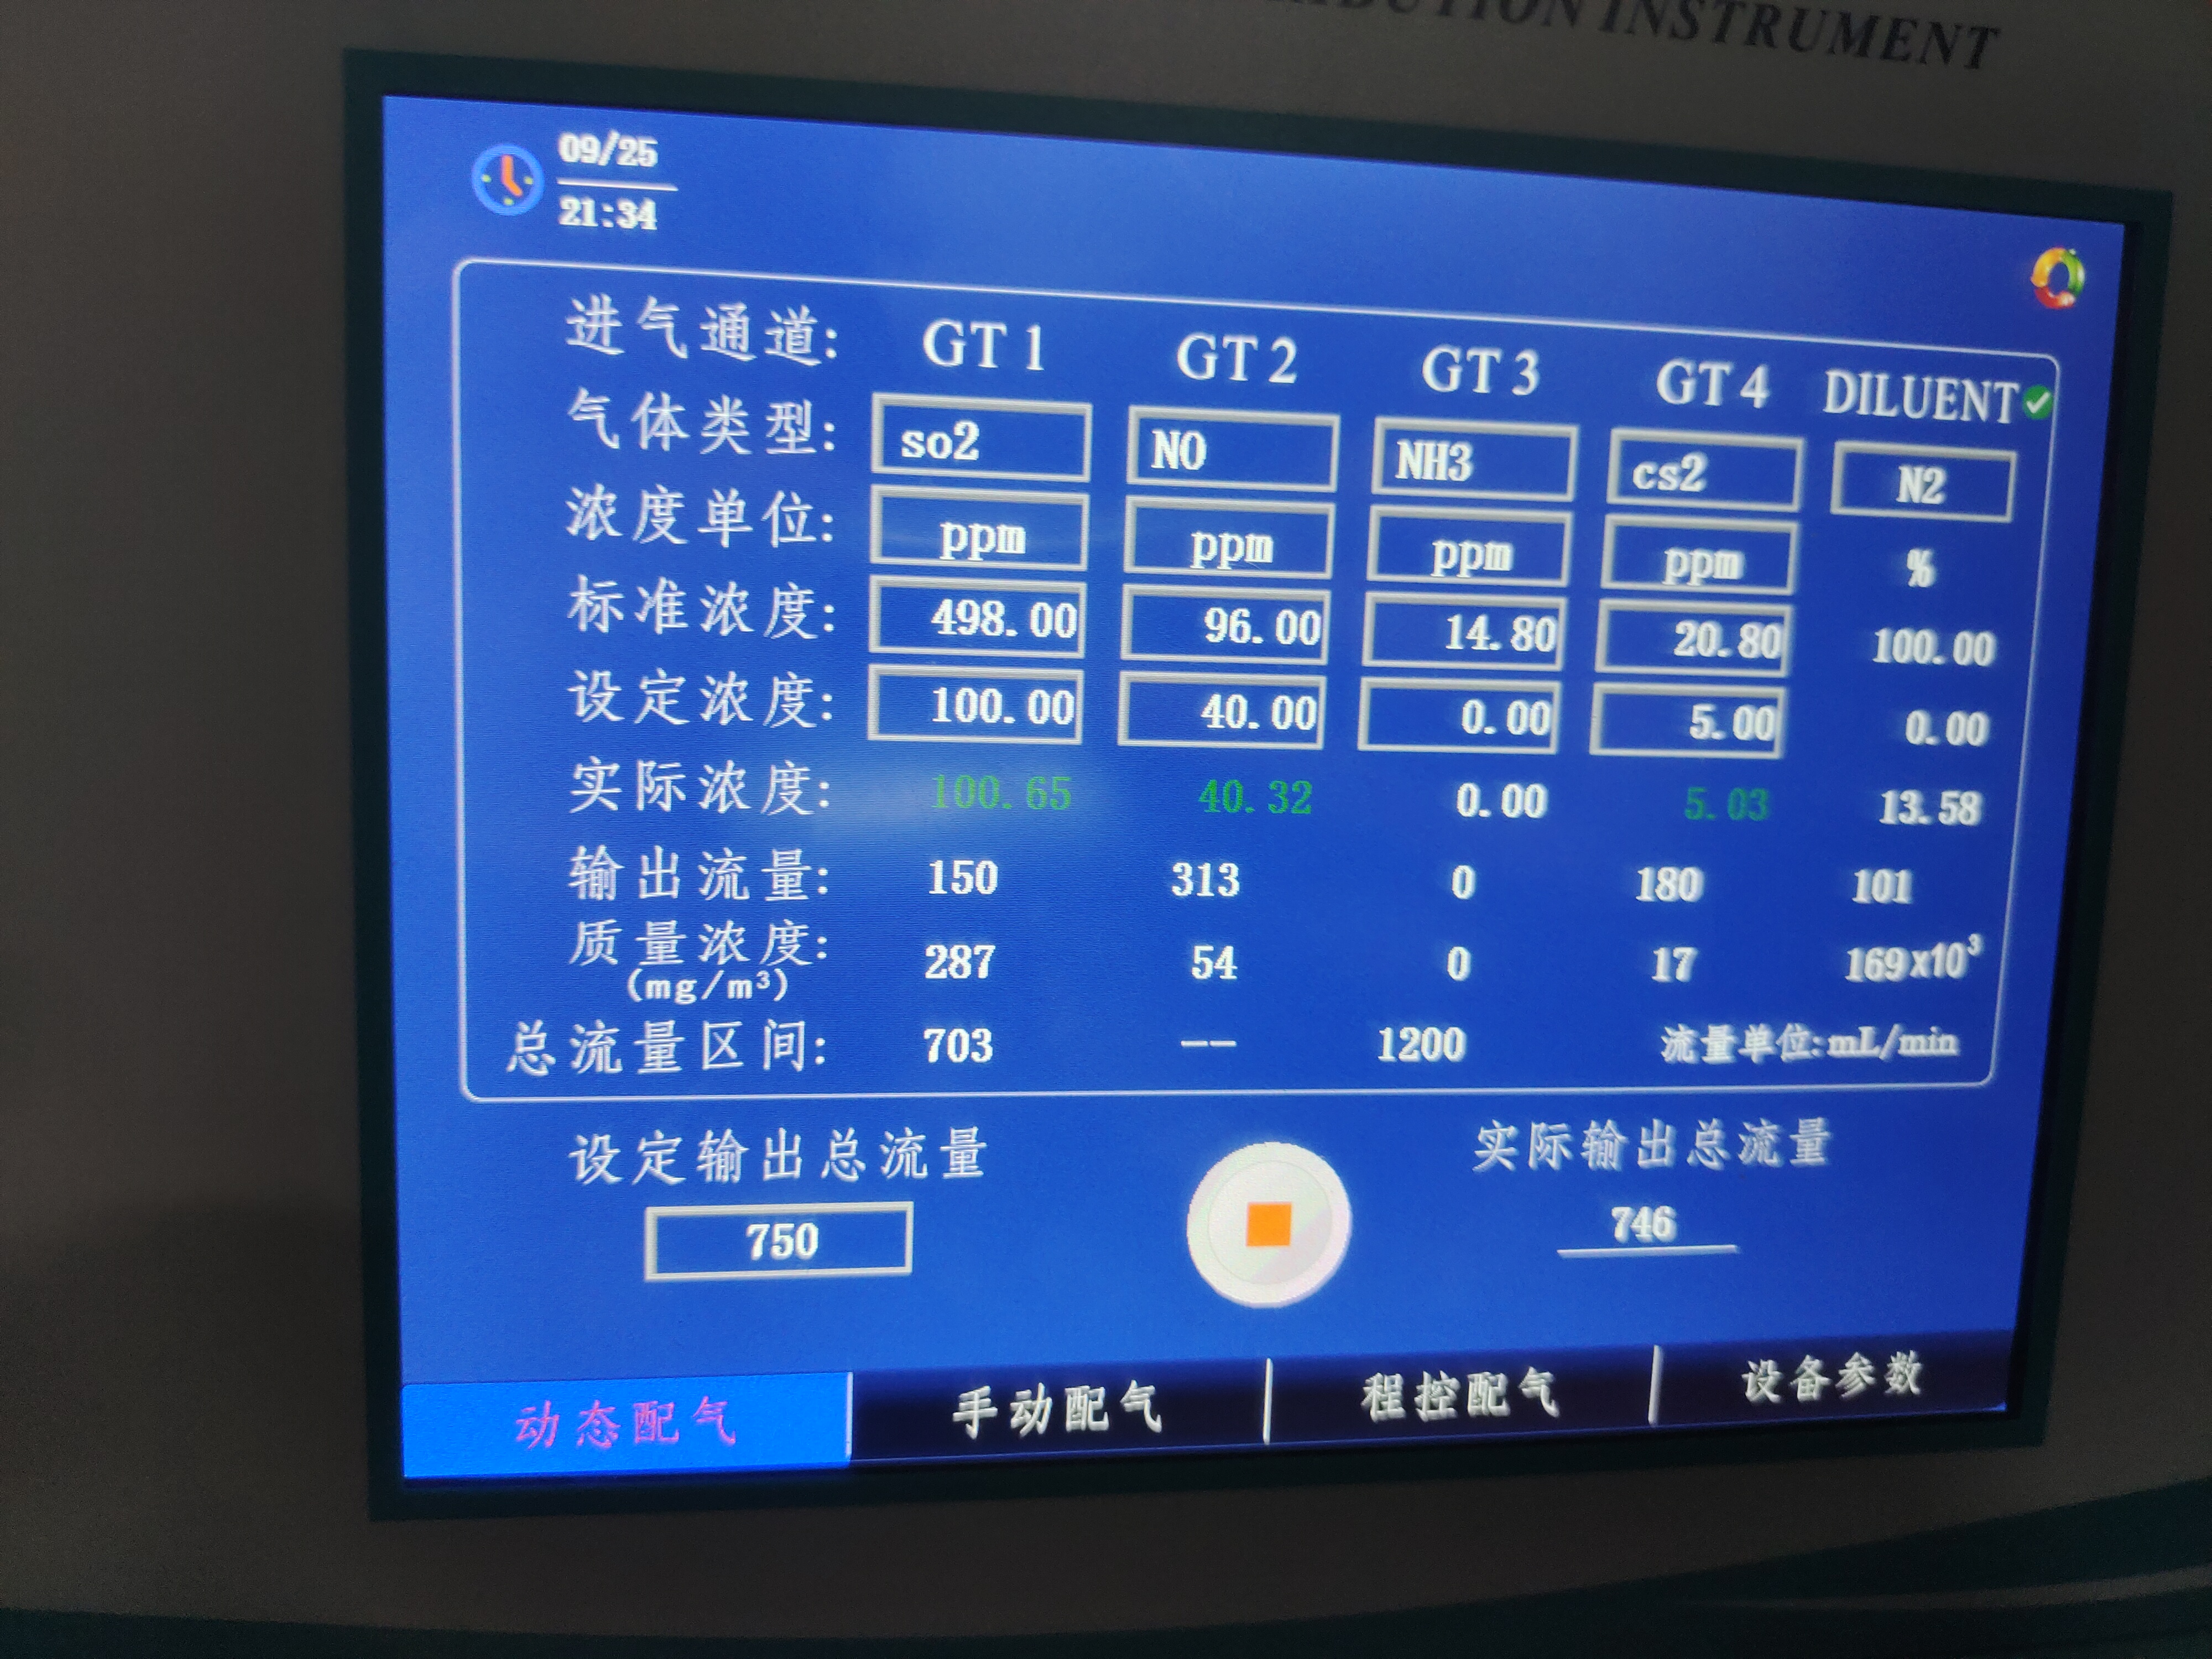 INSTRUMENT
09/25
21:34
进气通道: GT 1 GT 2 GT 3 GT 4 DILUENT
气体类型: so2 NO NH3 cs2 N2
浓度单位: ppm ppm ppm ppm %
标准浓度: 498.00 96.00 14.80 20.80 100.00
设定浓度: 100.00 40.00 0.00 5.00 0.00
实际浓度: 100.65 40.32 0.00 5.03 13.58
输出流量: 150 313 0 180 101
质量浓度: 287 54 0 17 169x10³
(mg/m³)
总流量区间: 703 -- 1200 流量单位:mL/min
设定输出总流量 实际输出总流量
750 746
动态配气 手动配气 程控配气 设备参数